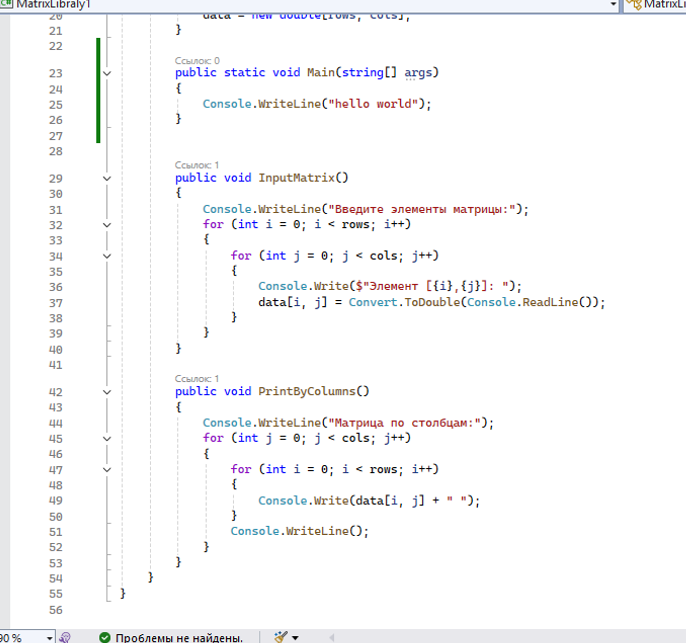 MatrixLibraly1
MatrixLi
20 data = new double[rows, cols];
21 }
22
Ссылок: 0
23 public static void Main(string[] args)
24 {
25 Console.WriteLine("hello world");
26 }
27
28
Ссылок: 1
29 public void InputMatrix()
30 {
31 Console.WriteLine("Введите элементы матрицы:");
32 for (int i = 0; i < rows; i++)
33 {
34 for (int j = 0; j < cols; j++)
35 {
36 Console.Write($"Элемент [{i},{j}]: ");
37 data[i, j] = Convert.ToDouble(Console.ReadLine());
38 }
39 }
40 }
41
Ссылок: 1
42 public void PrintByColumns()
43 {
44 Console.WriteLine("Матрица по столбцам:");
45 for (int j = 0; j < cols; j++)
46 {
47 for (int i = 0; i < rows; i++)
48 {
49 Console.Write(data[i, j] + " ");
50 }
51 Console.WriteLine();
52 }
53 }
54 }
55 }
56
90 % Проблемы не найдены.